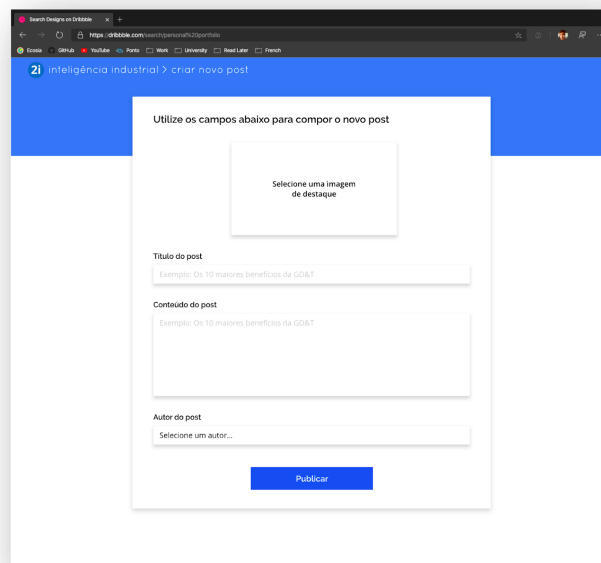 Search Designs on Dribbble
https://dribbble.com/search/personal%20portfolio
Ecosia GitHub YouTube Ponto Work University Read Later French
2i inteligência industrial > criar novo post
Utilize os campos abaixo para compor o novo post
Selecione uma imagem
de destaque
Título do post
Exemplo: Os 10 maiores benefícios da GD&T
Conteúdo do post
Exemplo: Os 10 maiores benefícios da GD&T
Autor do post
Selecione um autor...
Publicar